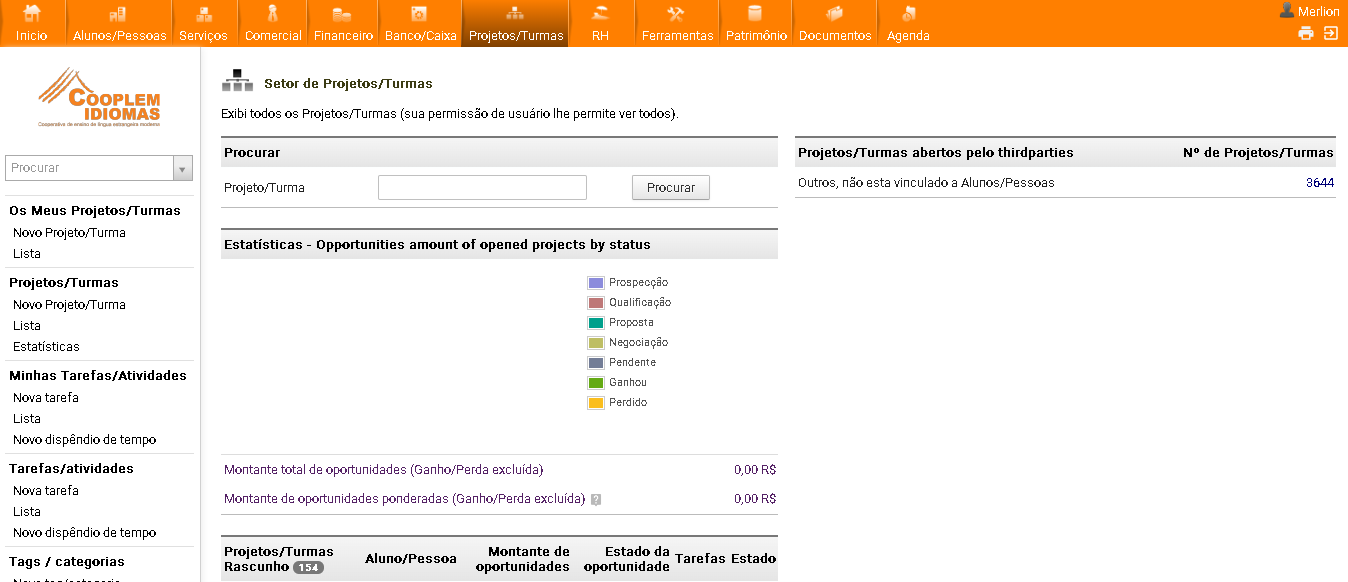 Início
Alunos/Pessoas
Serviços
Comercial
Financeiro
Banco/Caixa
Projetos/Turmas
RH
Ferramentas
Patrimônio
Documentos
Agenda
Merlion
COOPLEM
IDIOMAS
Cooperativa de ensino de língua estrangeira moderna
Procurar
Os Meus Projetos/Turmas
Novo Projeto/Turma
Lista
Projetos/Turmas
Novo Projeto/Turma
Lista
Estatísticas
Minhas Tarefas/Atividades
Nova tarefa
Lista
Novo dispêndio de tempo
Tarefas/atividades
Nova tarefa
Lista
Novo dispêndio de tempo
Tags / categorias
Setor de Projetos/Turmas
Exibi todos os Projetos/Turmas (sua permissão de usuário lhe permite ver todos).
Procurar
Projeto/Turma
Procurar
Estatísticas - Opportunities amount of opened projects by status
Prospecção
Qualificação
Proposta
Negociação
Pendente
Ganhou
Perdido
Montante total de oportunidades (Ganho/Perda excluída) 0,00 R$
Montante de oportunidades ponderadas (Ganho/Perda excluída) ? 0,00 R$
Projetos/Turmas
Rascunho 154
Aluno/Pessoa
Montante de
oportunidades
Estado da
oportunidade
Tarefas
Estado
Projetos/Turmas abertos pelo thirdparties Nº de Projetos/Turmas
Outros, não esta vinculado a Alunos/Pessoas 3644